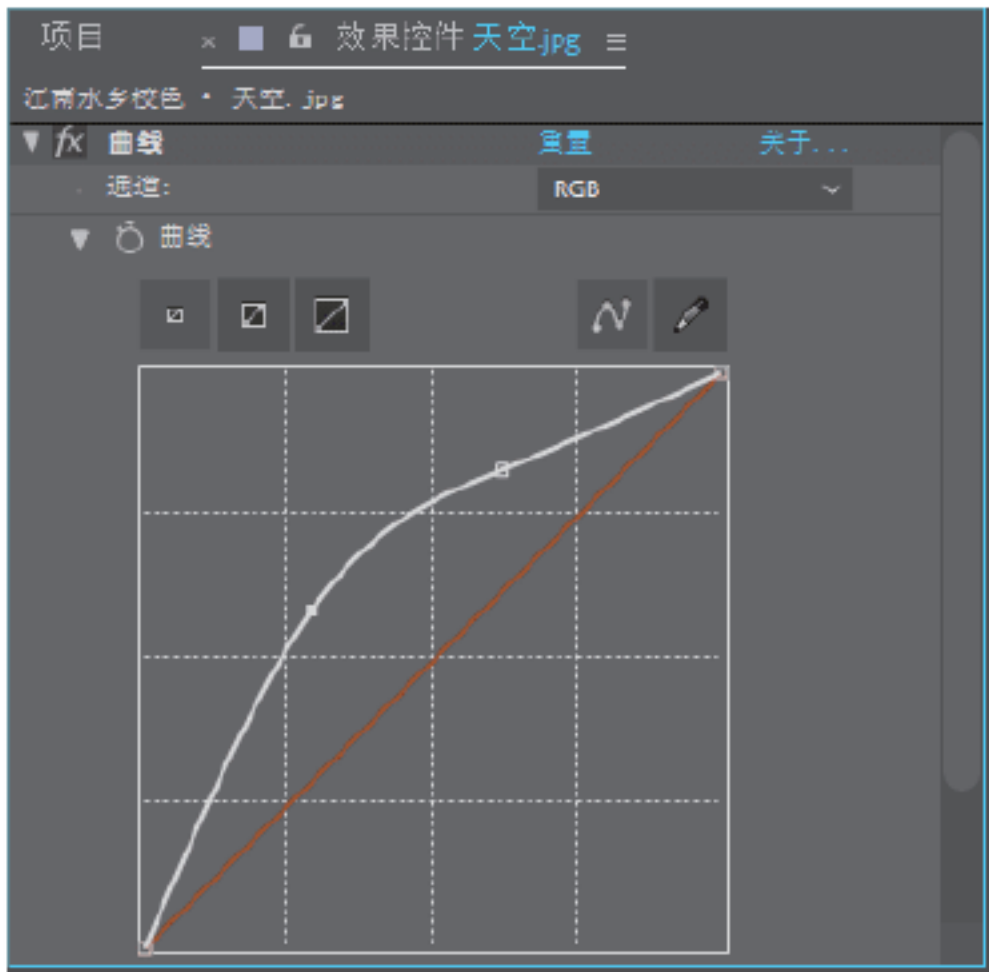 项目 × 效果控件 天空.jpg ≡
江南水乡校色 • 天空.jpg
fx 曲线 重置 关于...
通道: RGB
曲线